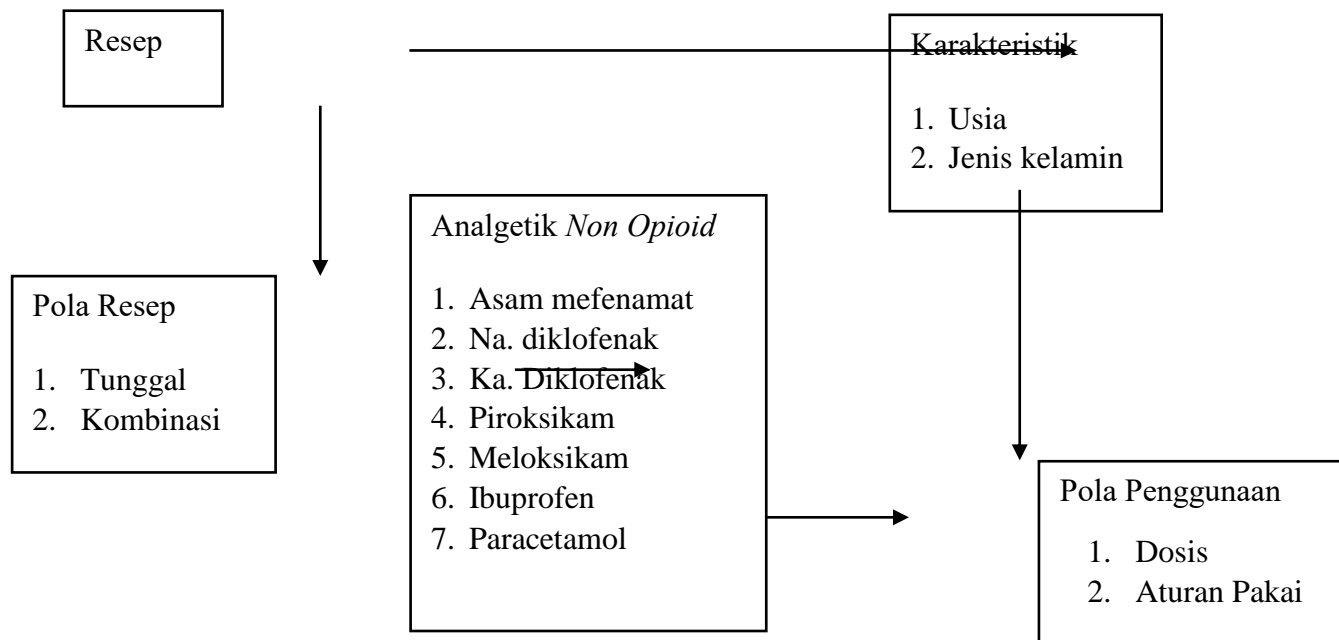 Resep
Karakteristik
1. Usia
2. Jenis kelamin
Analgetik Non Opioid
1. Asam mefenamat
2. Na. diklofenak
3. Ka. Diklofenak
4. Piroksikam
5. Meloksikam
6. Ibuprofen
7. Paracetamol
Pola Resep
1. Tunggal
2. Kombinasi
Pola Penggunaan
1. Dosis
2. Aturan Pakai